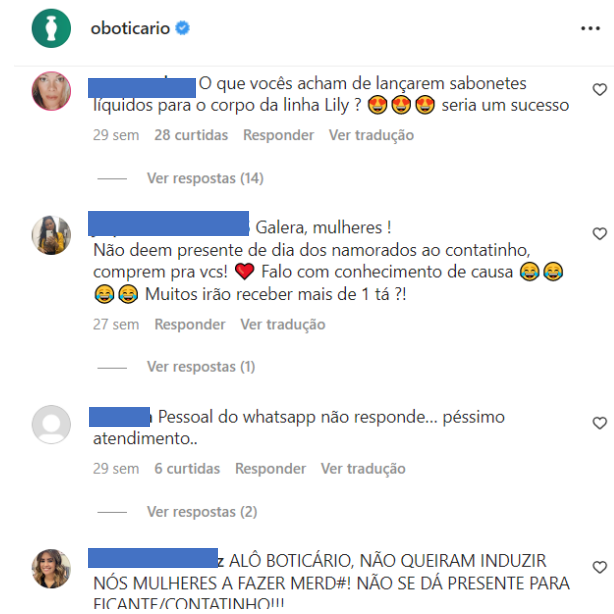 oboticario
O que vocês acham de lançarem sabonetes
líquidos para o corpo da linha Lily ? 😍😍😍 seria um sucesso
29 sem 28 curtidas Responder Ver tradução
Ver respostas (14)
Galera, mulheres !
Não deem presente de dia dos namorados ao contatinho,
comprem pra vcs! ❤️ Falo com conhecimento de causa 😂😂
😂😂 Muitos irão receber mais de 1 tá ?!
27 sem Responder Ver tradução
Ver respostas (1)
Pessoal do whatsapp não responde... péssimo
atendimento..
29 sem 6 curtidas Responder Ver tradução
Ver respostas (2)
z ALÔ BOTICÁRIO, NÃO QUEIRAM INDUZIR
NÓS MULHERES A FAZER MERD#! NÃO SE DÁ PRESENTE PARA
FICANTE/CONTATINHO!!!